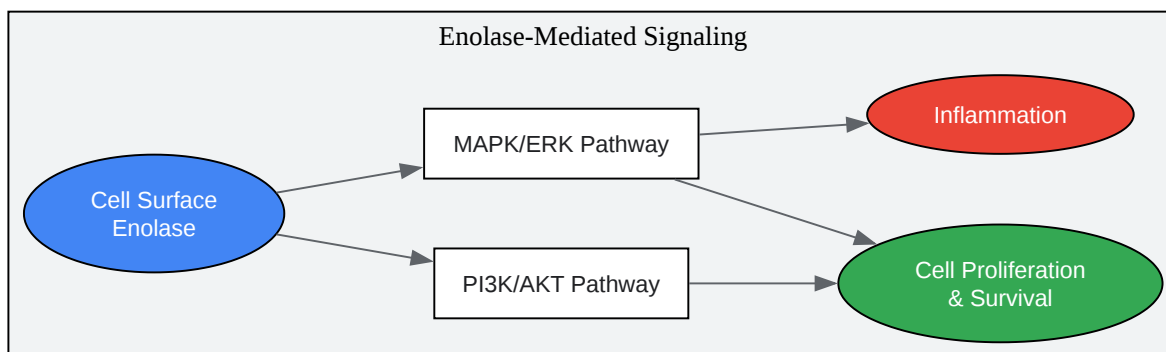 Enolase-Mediated Signaling
Cell Surface
Enolase
MAPK/ERK Pathway
PI3K/AKT Pathway
Inflammation
Cell Proliferation
& Survival